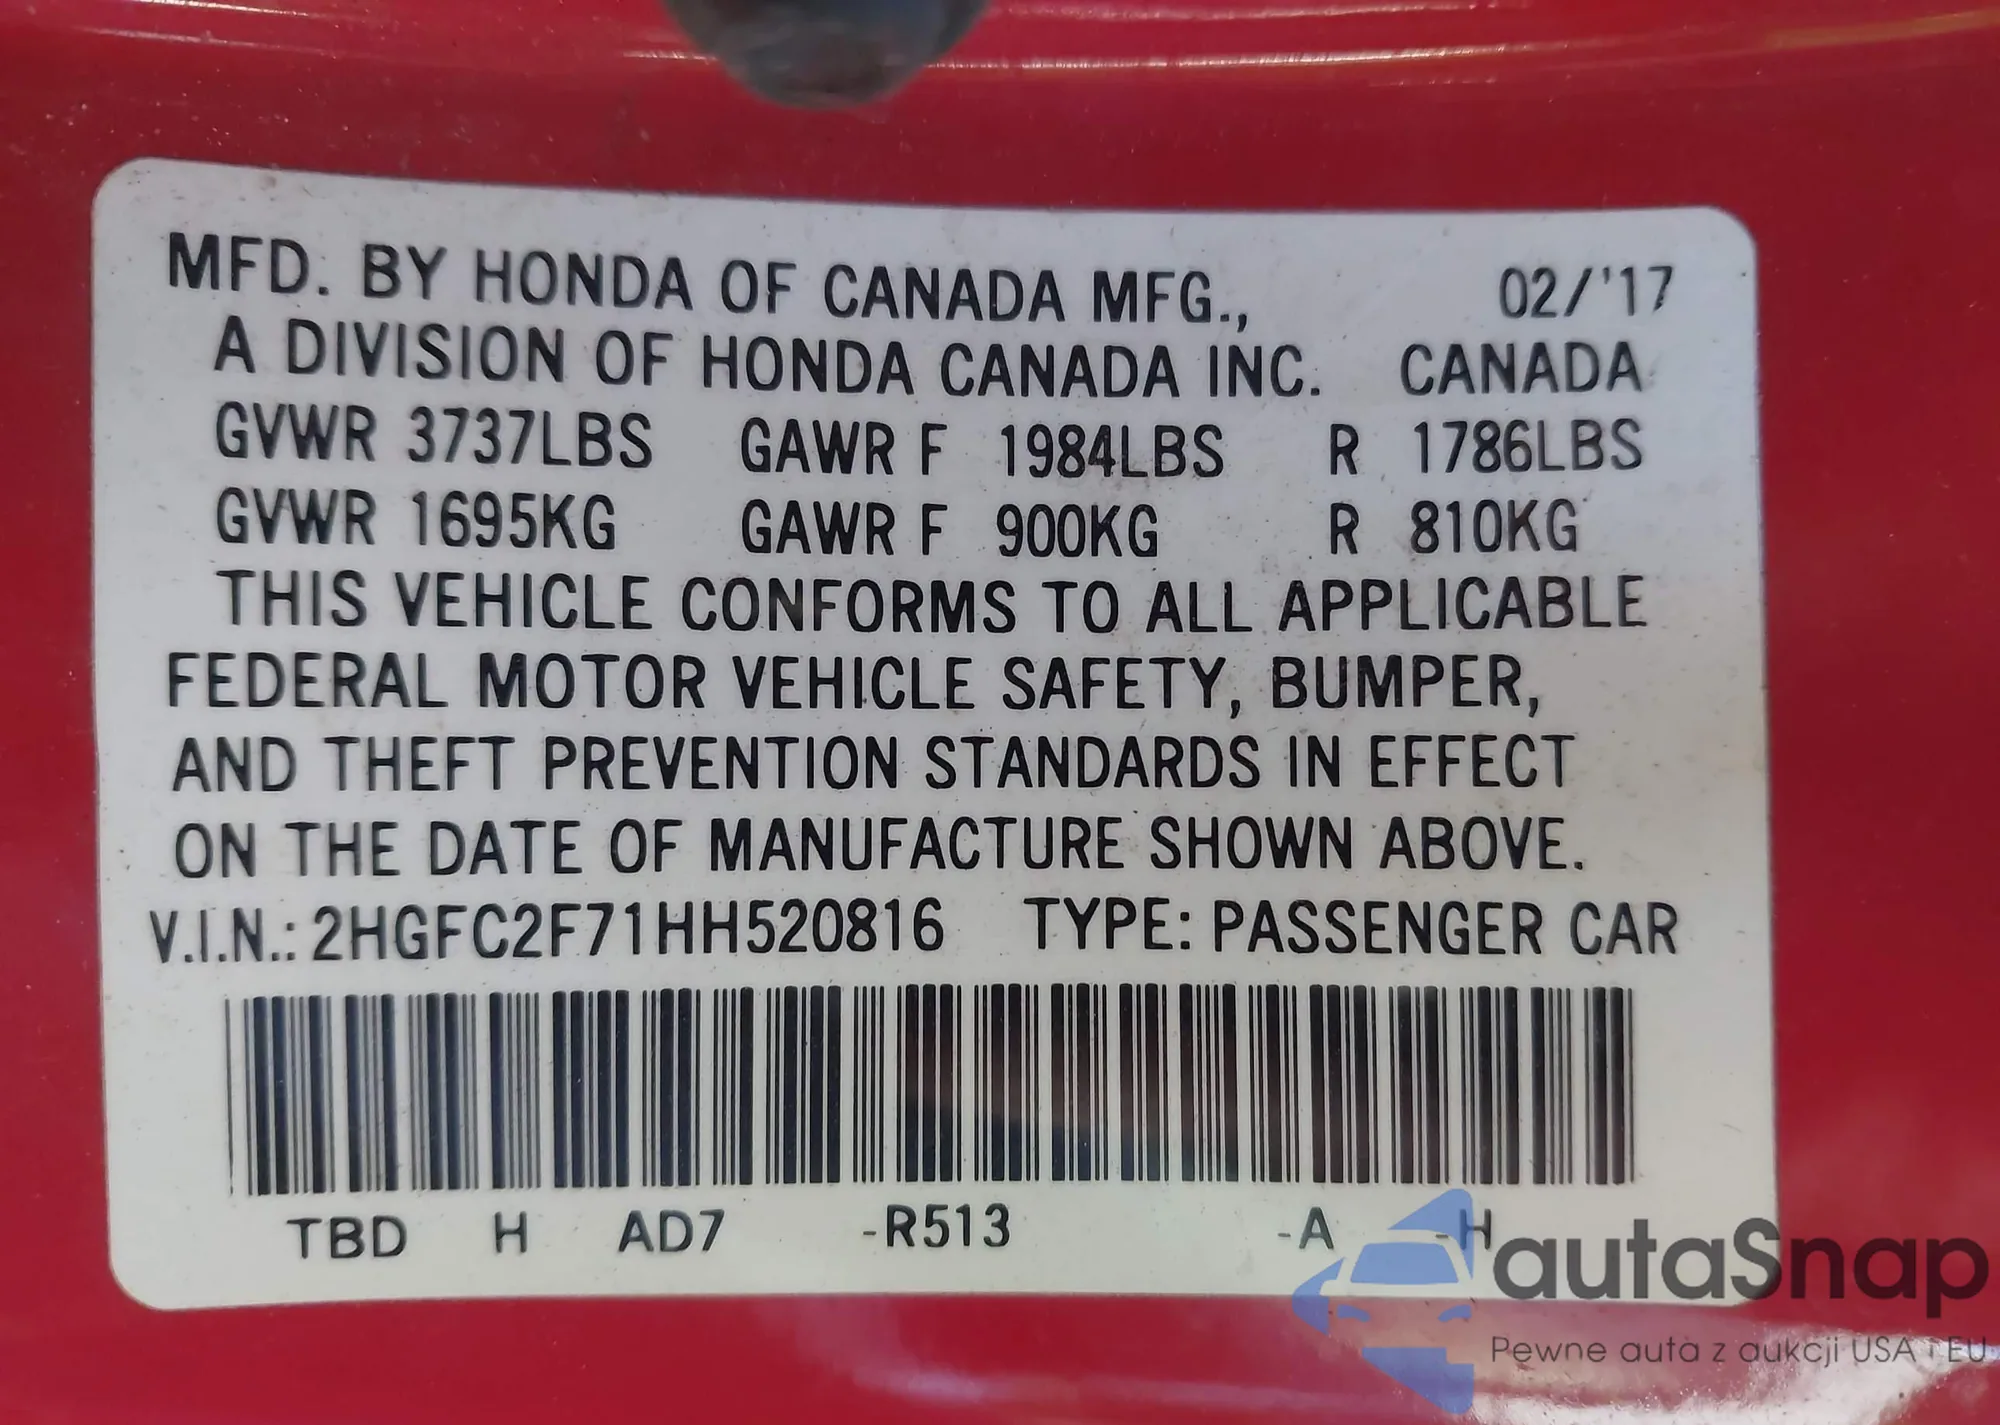 MFD. BY HONDA OF CANADA MFG., 02/'17
A DIVISION OF HONDA CANADA INC. CANADA
GVWR 3737LBS GAWR F 1984LBS R 1786LBS
GVWR 1695KG GAWR F 900KG R 810KG
THIS VEHICLE CONFORMS TO ALL APPLICABLE
FEDERAL MOTOR VEHICLE SAFETY, BUMPER,
AND THEFT PREVENTION STANDARDS IN EFFECT
ON THE DATE OF MANUFACTURE SHOWN ABOVE.
V.I.N.: 2HGFC2F71HH520816 TYPE: PASSENGER CAR
TBD H AD7 -R513 -A -H
autaSnap
Pewne auta z aukcji USA i EU